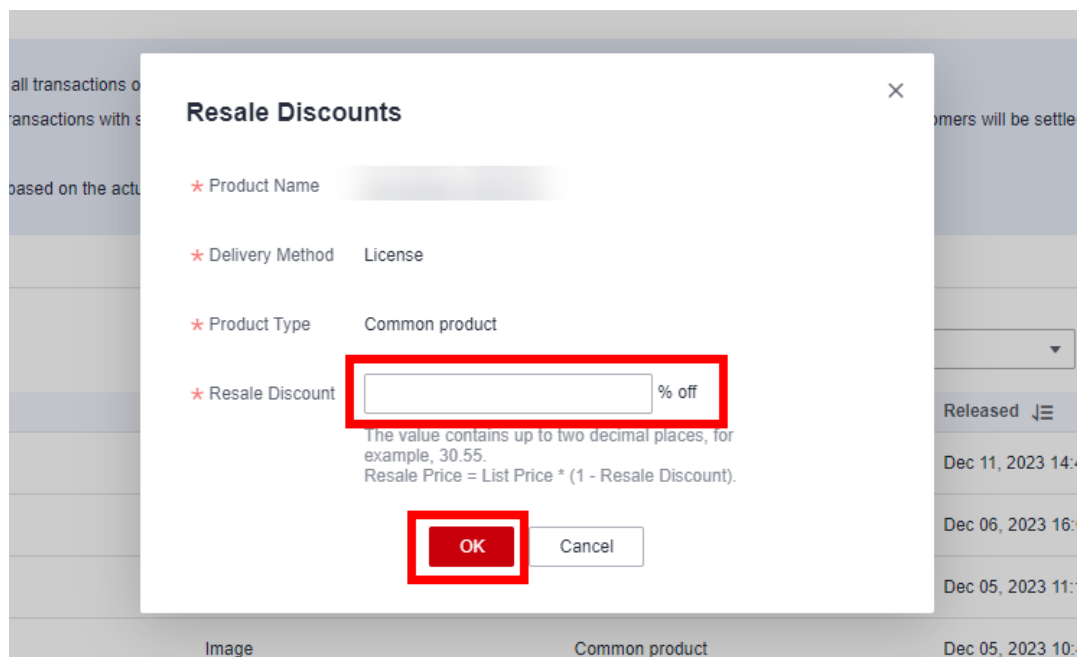 all transactions o
ransactions with s
omers will be settle
based on the actu
Resale Discounts
* Product Name
* Delivery Method License
* Product Type Common product
* Resale Discount % off
The value contains up to two decimal places, for
example, 30.55.
Resale Price = List Price * (1 - Resale Discount).
OK Cancel
Released
Dec 11, 2023 14:
Dec 06, 2023 16:
Dec 05, 2023 11:
Image Common product Dec 05, 2023 10: